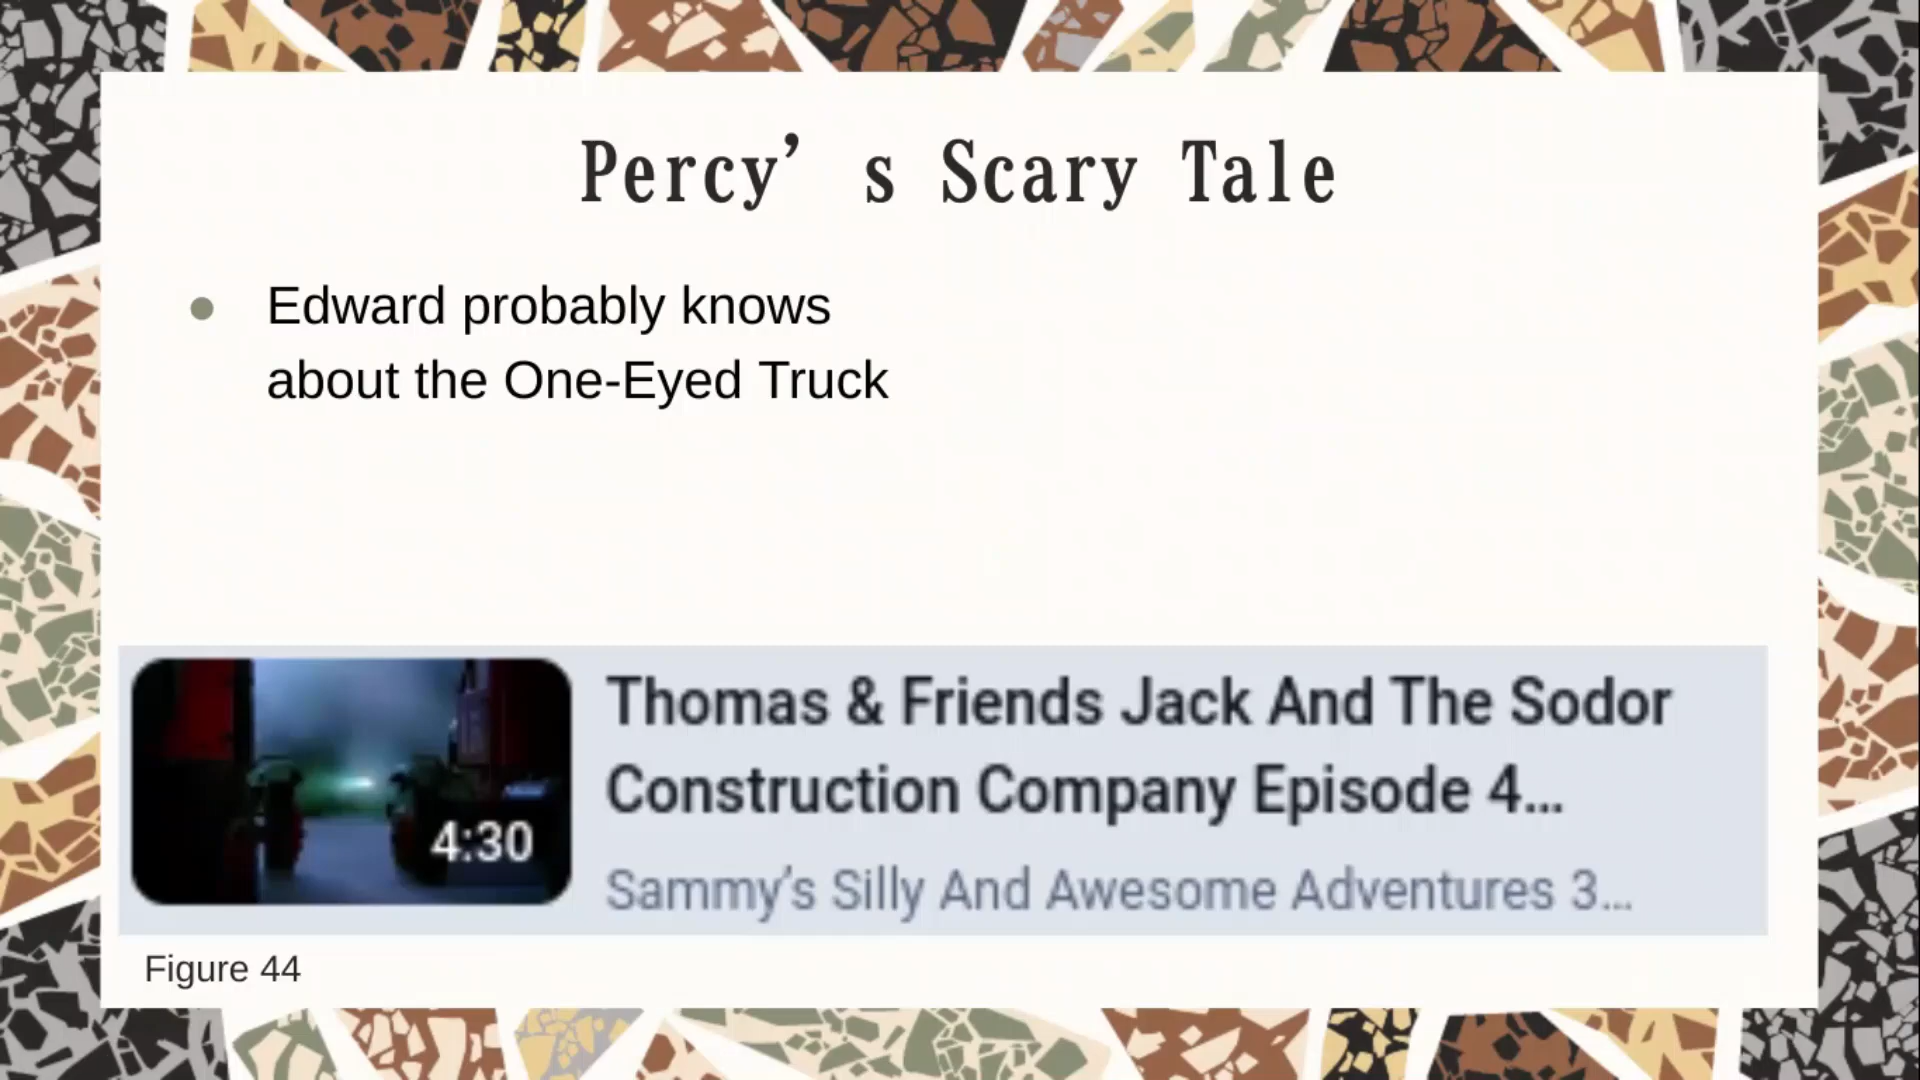 Percy’ s Scary Tale
Edward probably knows
about the One-Eyed Truck
Thomas & Friends Jack And The Sodor
Construction Company Episode 4...
Sammy's Silly And Awesome Adventures 3...
4:30
Figure 44